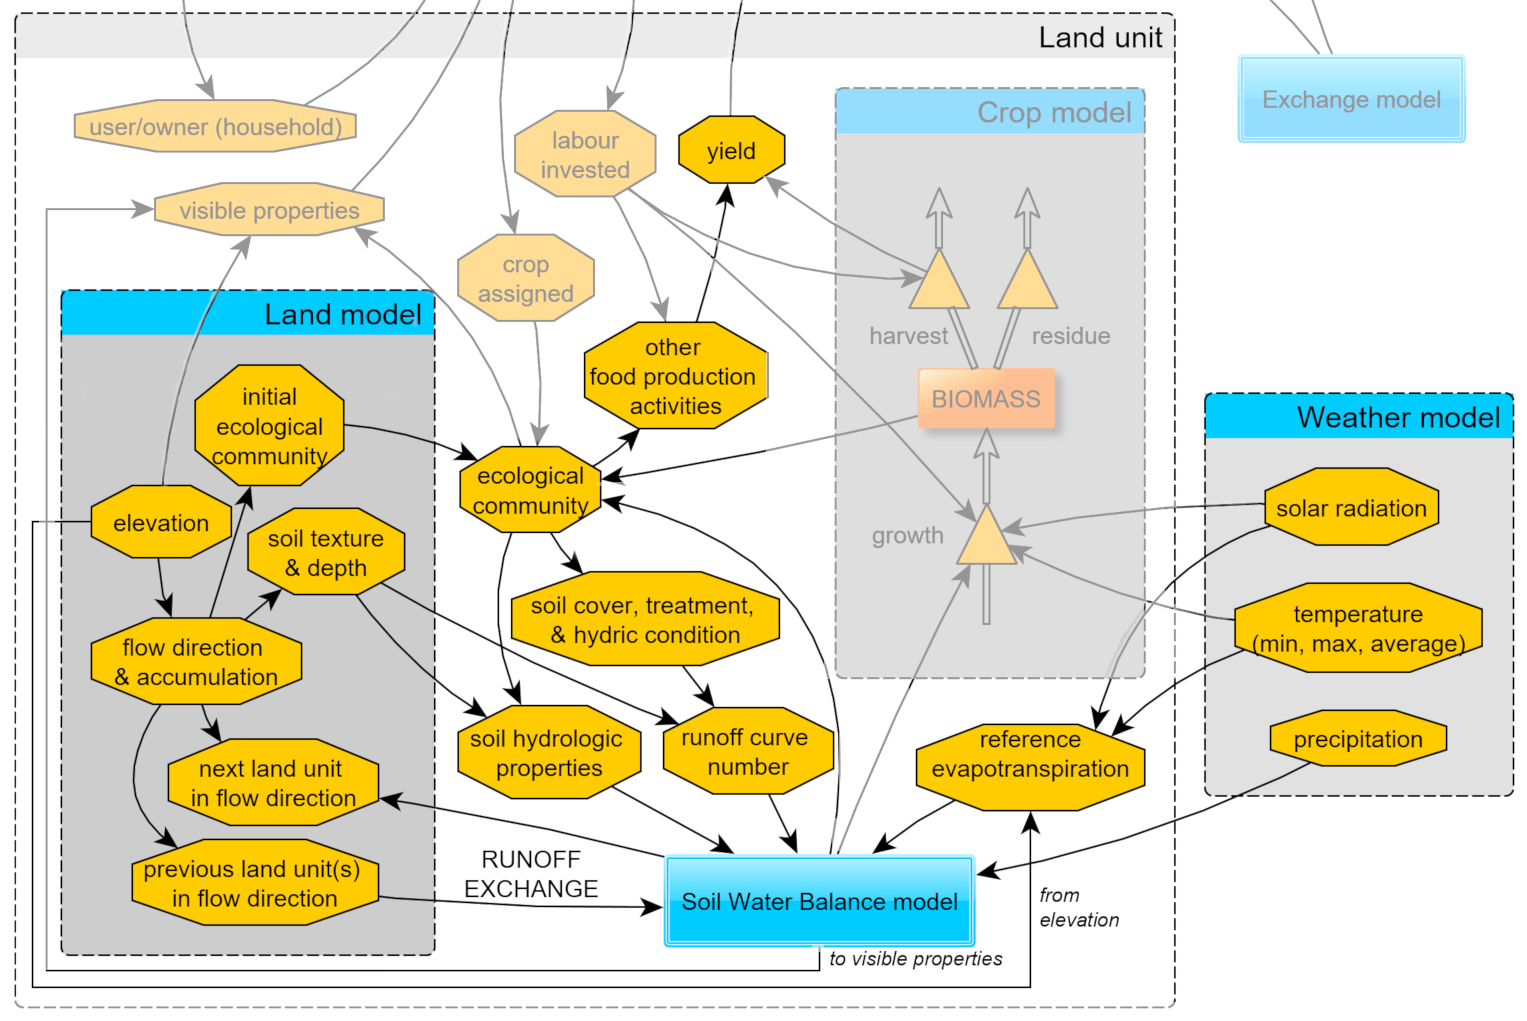 Land unit
Exchange model
user/owner (household)
labour
invested
yield
Crop model
visible properties
crop
assigned
Land model
harvest
residue
other
food production
activities
BIOMASS
initial
ecological
community
Weather model
ecological
community
elevation
solar radiation
soil texture
& depth
growth
soil cover, treatment,
& hydric condition
temperature
(min, max, average)
flow direction
& accumulation
soil hydrologic
properties
runoff curve
number
reference
evapotranspiration
precipitation
next land unit
in flow direction
previous land unit(s)
in flow direction
RUNOFF
EXCHANGE
Soil Water Balance model
from
elevation
to visible properties